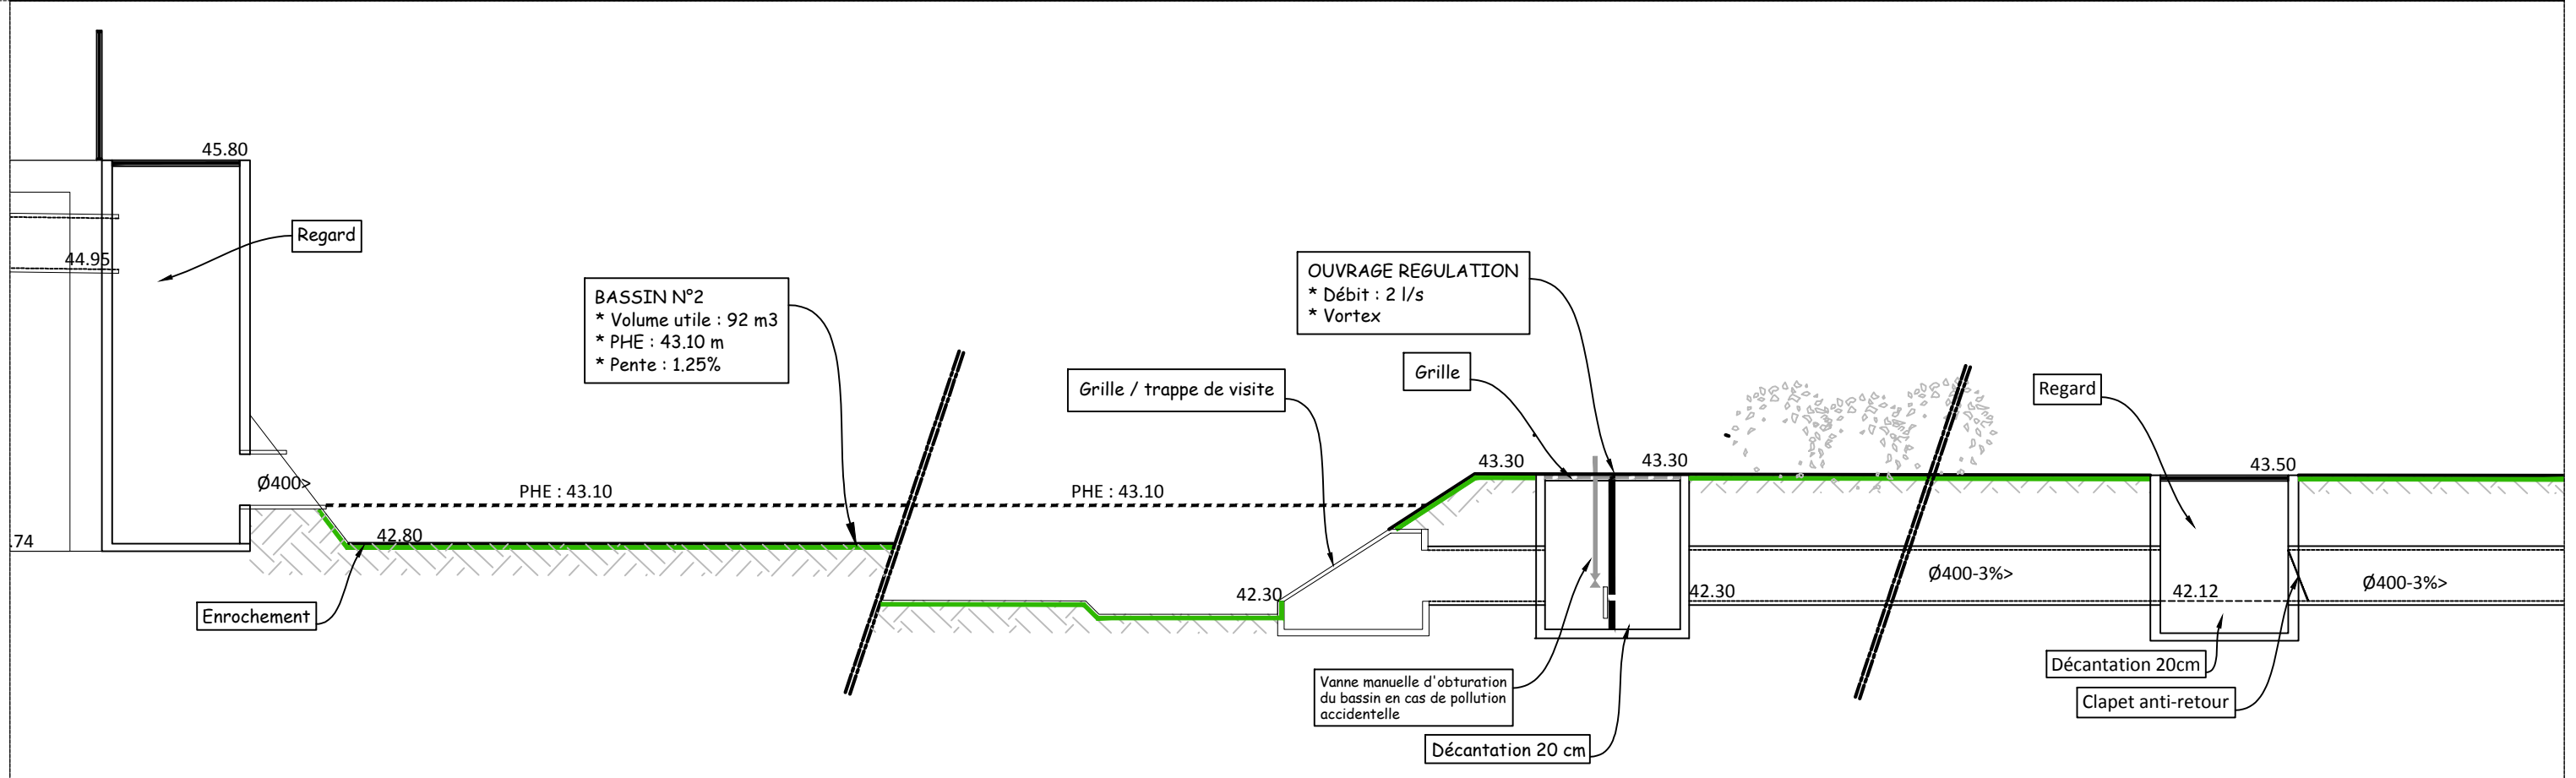 45.80
Regard
44.95
.74
Ø400>
BASSIN N°2
* Volume utile : 92 m3
* PHE : 43.10 m
* Pente : 1.25%
PHE : 43.10
42.80
Enrochement
PHE : 43.10
Grille / trappe de visite
OUVRAGE REGULATION
* Débit : 2 l/s
* Vortex
Grille
43.30
43.30
42.30
42.30
Vanne manuelle d'obturation
du bassin en cas de pollution
accidentelle
Décantation 20 cm
Ø400-3%>
Regard
43.50
42.12
Ø400-3%>
Décantation 20cm
Clapet anti-retour